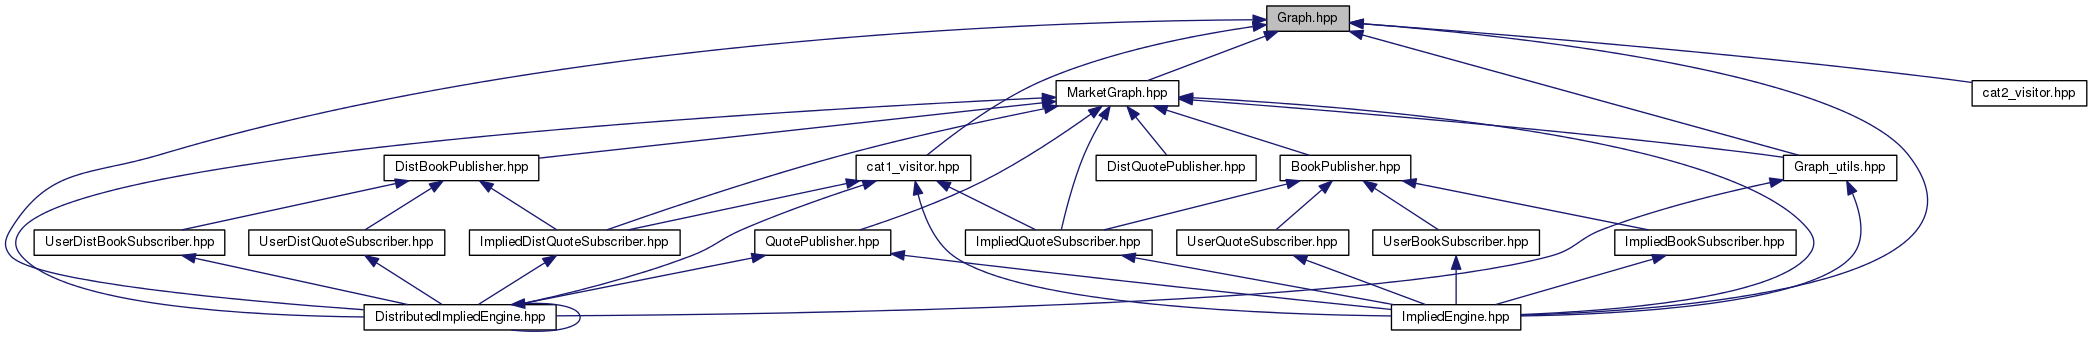 Graph.hpp
MarketGraph.hpp
cat2_visitor.hpp
DistBookPublisher.hpp
cat1_visitor.hpp
DistQuotePublisher.hpp
BookPublisher.hpp
Graph_utils.hpp
UserDistBookSubscriber.hpp
UserDistQuoteSubscriber.hpp
ImpliedDistQuoteSubscriber.hpp
QuotePublisher.hpp
ImpliedQuoteSubscriber.hpp
UserQuoteSubscriber.hpp
UserBookSubscriber.hpp
ImpliedBookSubscriber.hpp
DistributedImpliedEngine.hpp
ImpliedEngine.hpp